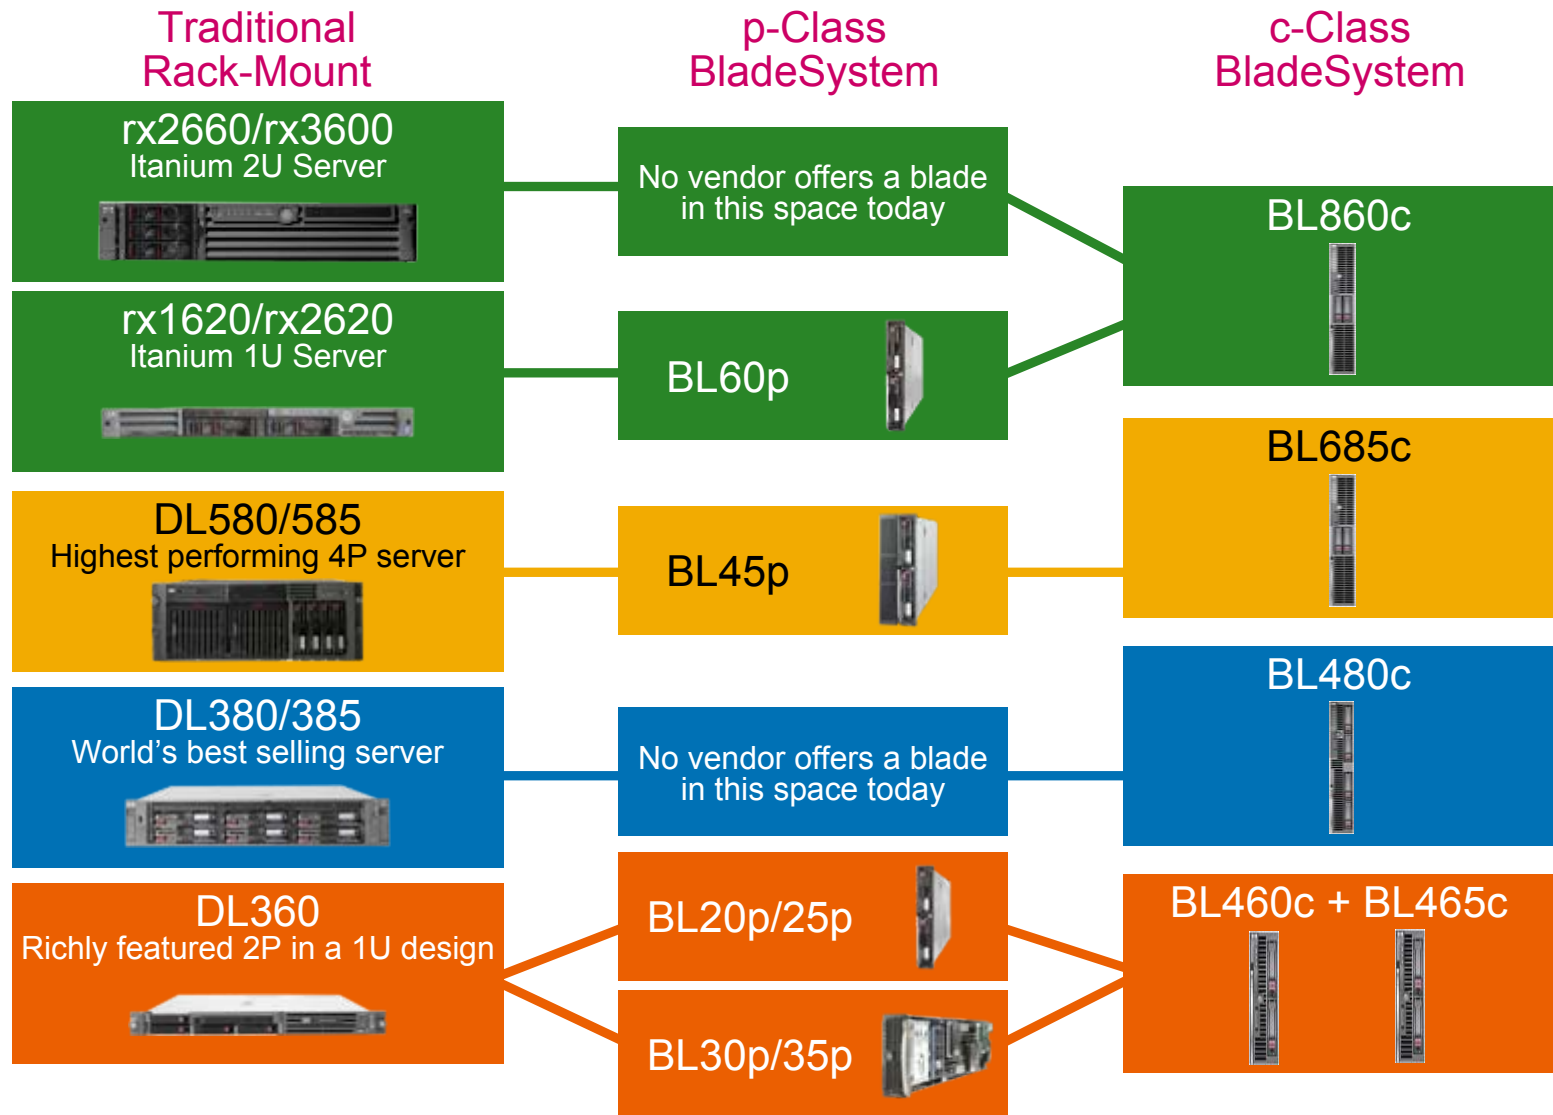 Traditional
Rack-Mount
p-Class
BladeSystem
c-Class
BladeSystem
rx2660/rx3600
Itanium 2U Server
No vendor offers a blade
in this space today
BL860c
rx1620/rx2620
Itanium 1U Server
BL60p
DL580/585
Highest performing 4P server
BL45p
BL685c
DL380/385
World’s best selling server
No vendor offers a blade
in this space today
BL480c
DL360
Richly featured 2P in a 1U design
BL20p/25p
BL30p/35p
BL460c + BL465c